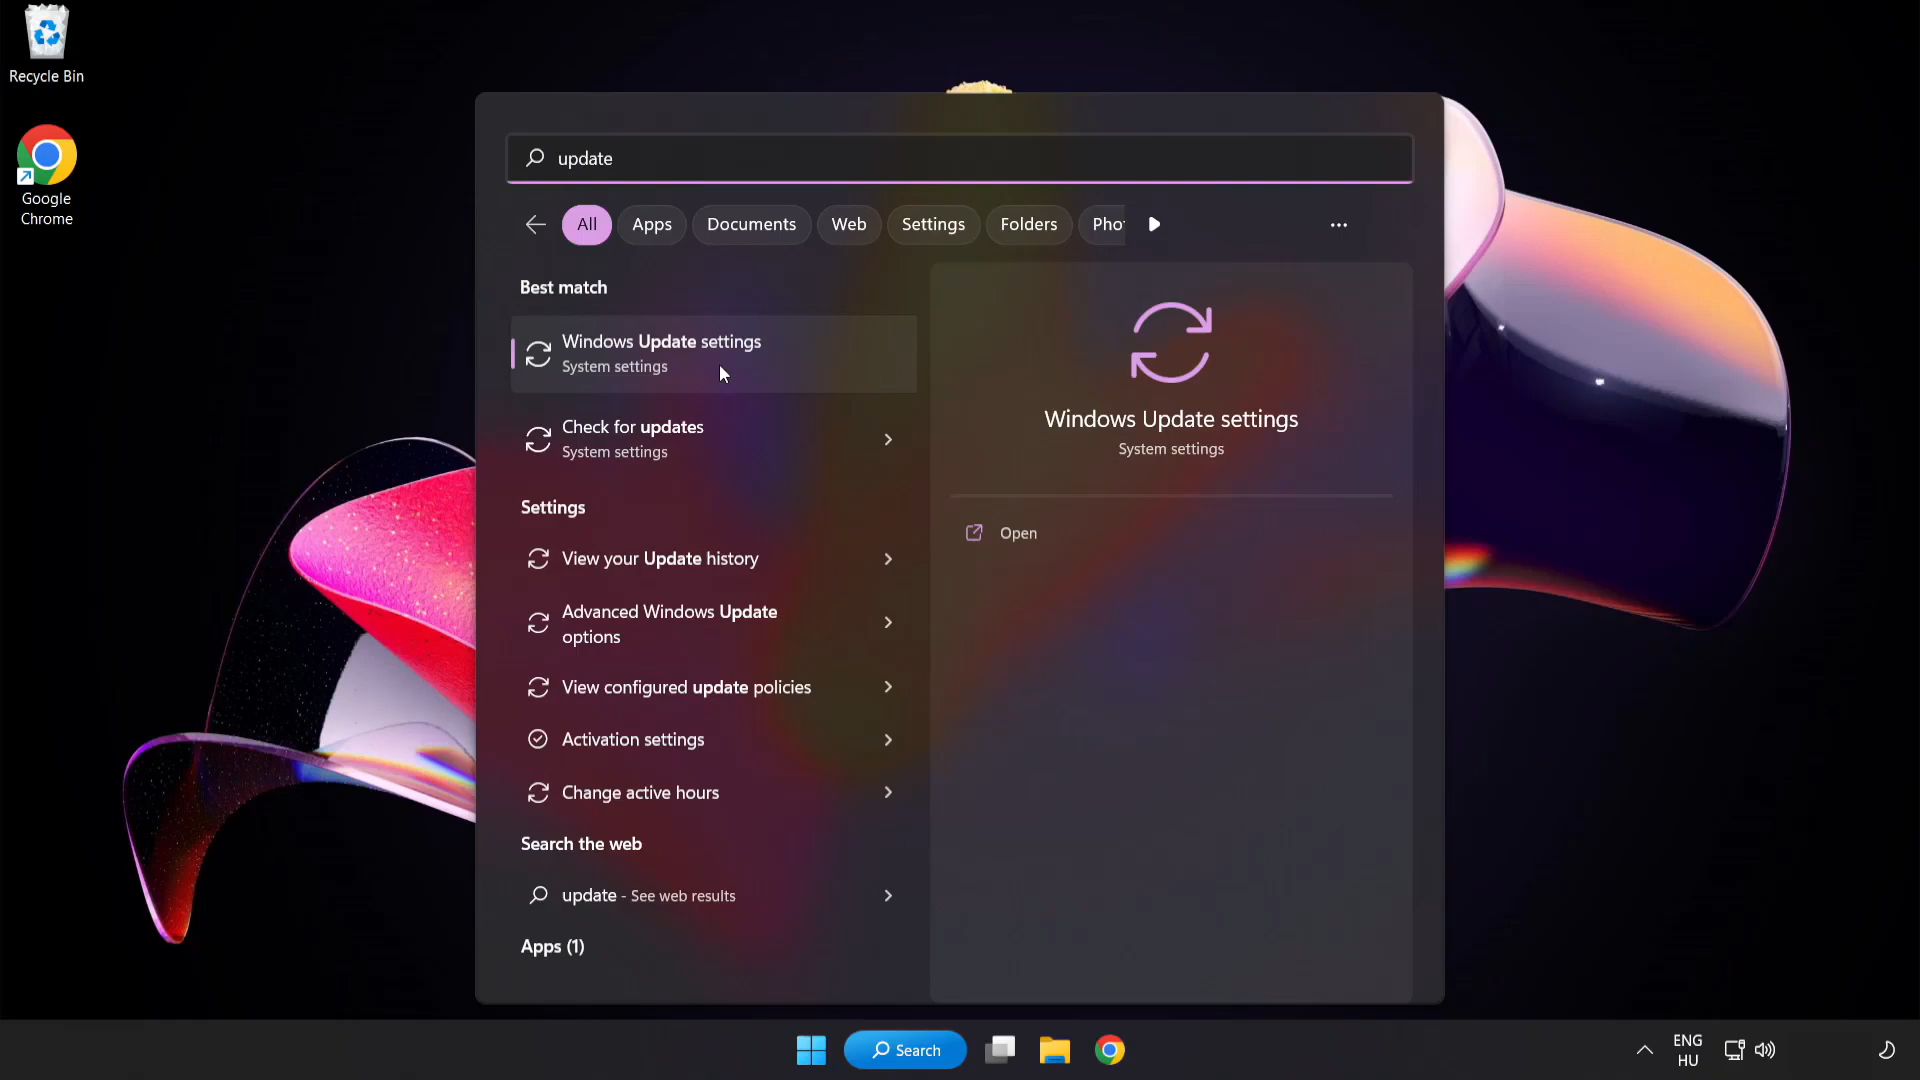 Recycle Bin
Google
Chrome
update
All
Apps
Documents
Web
Settings
Folders
Pho
Best match
Windows Update settings
System settings
Check for updates
System settings
Settings
View your Update history
Advanced Windows Update
options
View configured update policies
Activation settings
Change active hours
Search the web
update - See web results
Apps (1)
Windows Update settings
System settings
Open
Search
ENG
HU